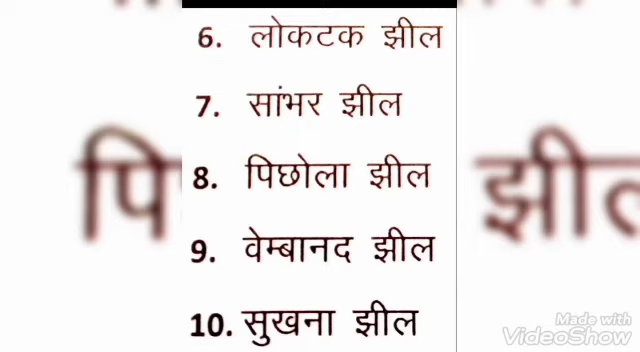 6. लोकटक झील
7. सांभर झील
8. पिछोला झील
9. वेम्बानद झील
10. सुखना झील
Made with
VideoShow